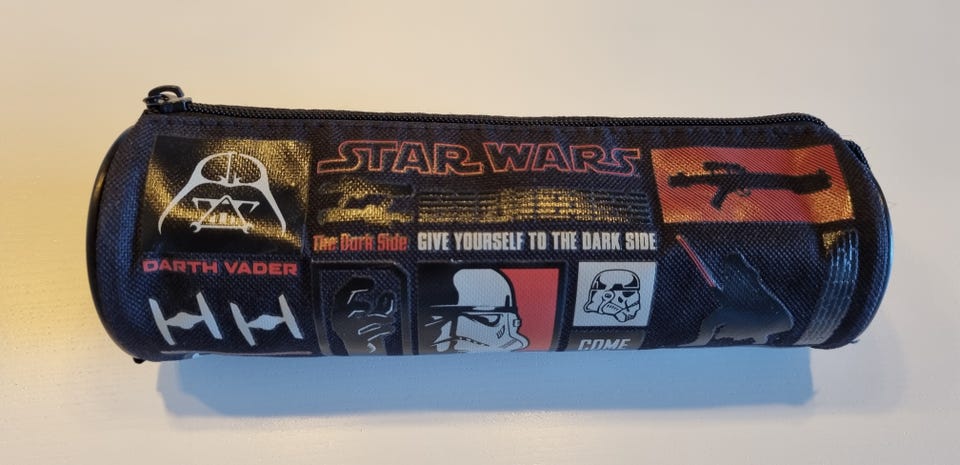 STAR WARS
The Dark Side
GIVE YOURSELF TO THE DARK SIDE
DARTH VADER
COME